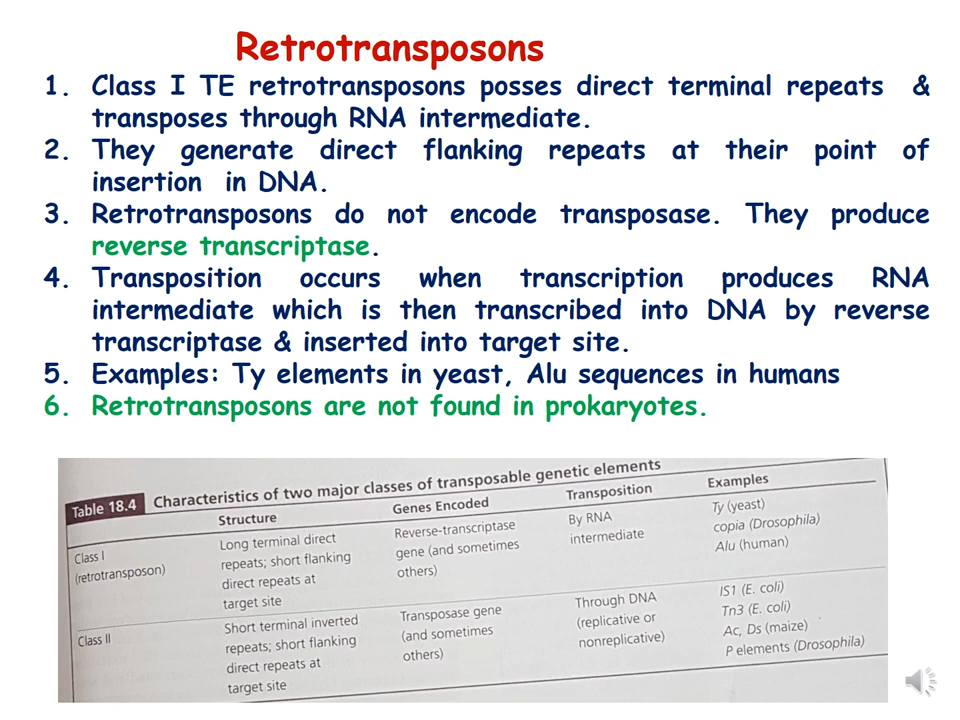 Retrotransposons
1. Class I TE retrotransposons posses direct terminal repeats &
transposes through RNA intermediate.
2. They generate direct flanking repeats at their point of
insertion in DNA.
3. Retrotransposons do not encode transposase. They produce
reverse transcriptase.
4. Transposition occurs when transcription produces RNA
intermediate which is then transcribed into DNA by reverse
transcriptase & inserted into target site.
5. Examples: Ty elements in yeast, Alu sequences in humans
6. Retrotransposons are not found in prokaryotes.
Table 18.4 Characteristics of two major classes of transposable genetic elements
Structure Genes Encoded Transposition Examples
Class I Long terminal direct Reverse-transcriptase By RNA Ty (yeast)
(retrotransposon) repeats; short flanking gene (and sometimes intermediate copia (Drosophila)
direct repeats at others) Alu (human)
target site
Class II Short terminal inverted Transposase gene Through DNA IS1 (E. coli)
repeats; short flanking (and sometimes (replicative or Tn3 (E. coli)
direct repeats at others) nonreplicative) Ac, Ds (maize)
target site P elements (Drosophila)